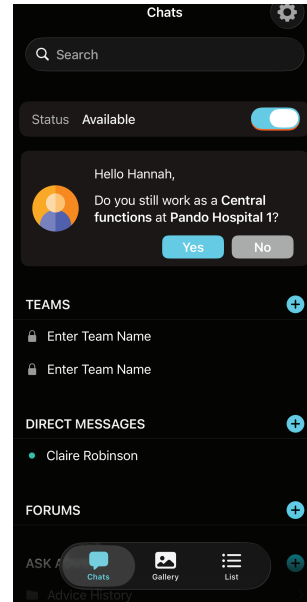 Chats
Search
Status Available
Hello Hannah,
Do you still work as a Central
functions at Pando Hospital 1?
Yes No
TEAMS
Enter Team Name
Enter Team Name
DIRECT MESSAGES
Claire Robinson
FORUMS
ASK
Chats Gallery List
Advice History